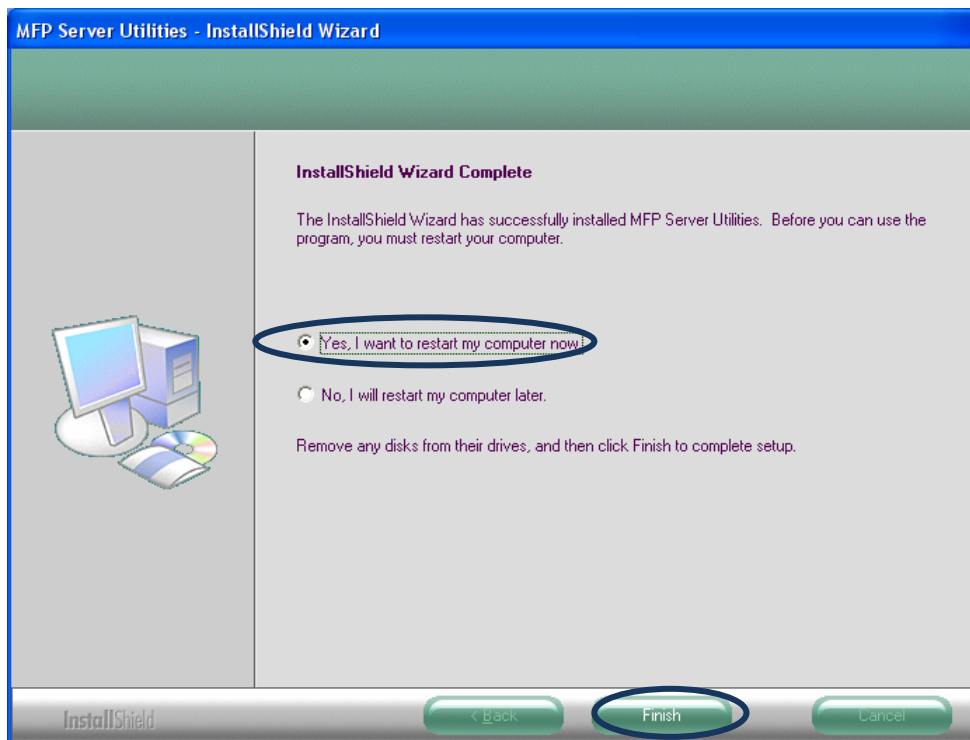 MFP Server Utilities - InstallShield Wizard
InstallShield Wizard Complete
The InstallShield Wizard has successfully installed MFP Server Utilities.  Before you can use the
program, you must restart your computer.
Yes, I want to restart my computer now.
No, I will restart my computer later.
Remove any disks from their drives, and then click Finish to complete setup.
InstallShield
< Back
Finish
Cancel